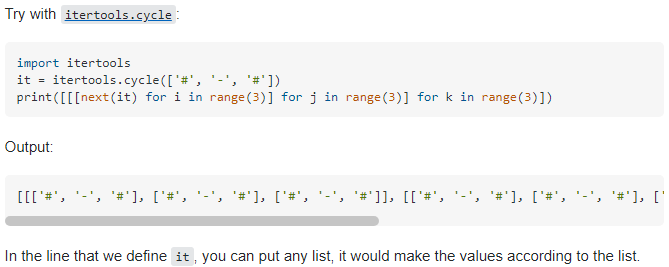 Try with itertools.cycle:
import itertools
it = itertools.cycle(['#', '-', '#'])
print([[[next(it) for i in range(3)] for j in range(3)] for k in range(3)])
Output:
[[['#', '-', '#'], ['#', '-', '#'], ['#', '-', '#']], [['#', '-', '#'], ['#', '-', '#'], ['
In the line that we define it, you can put any list, it would make the values according to the list.